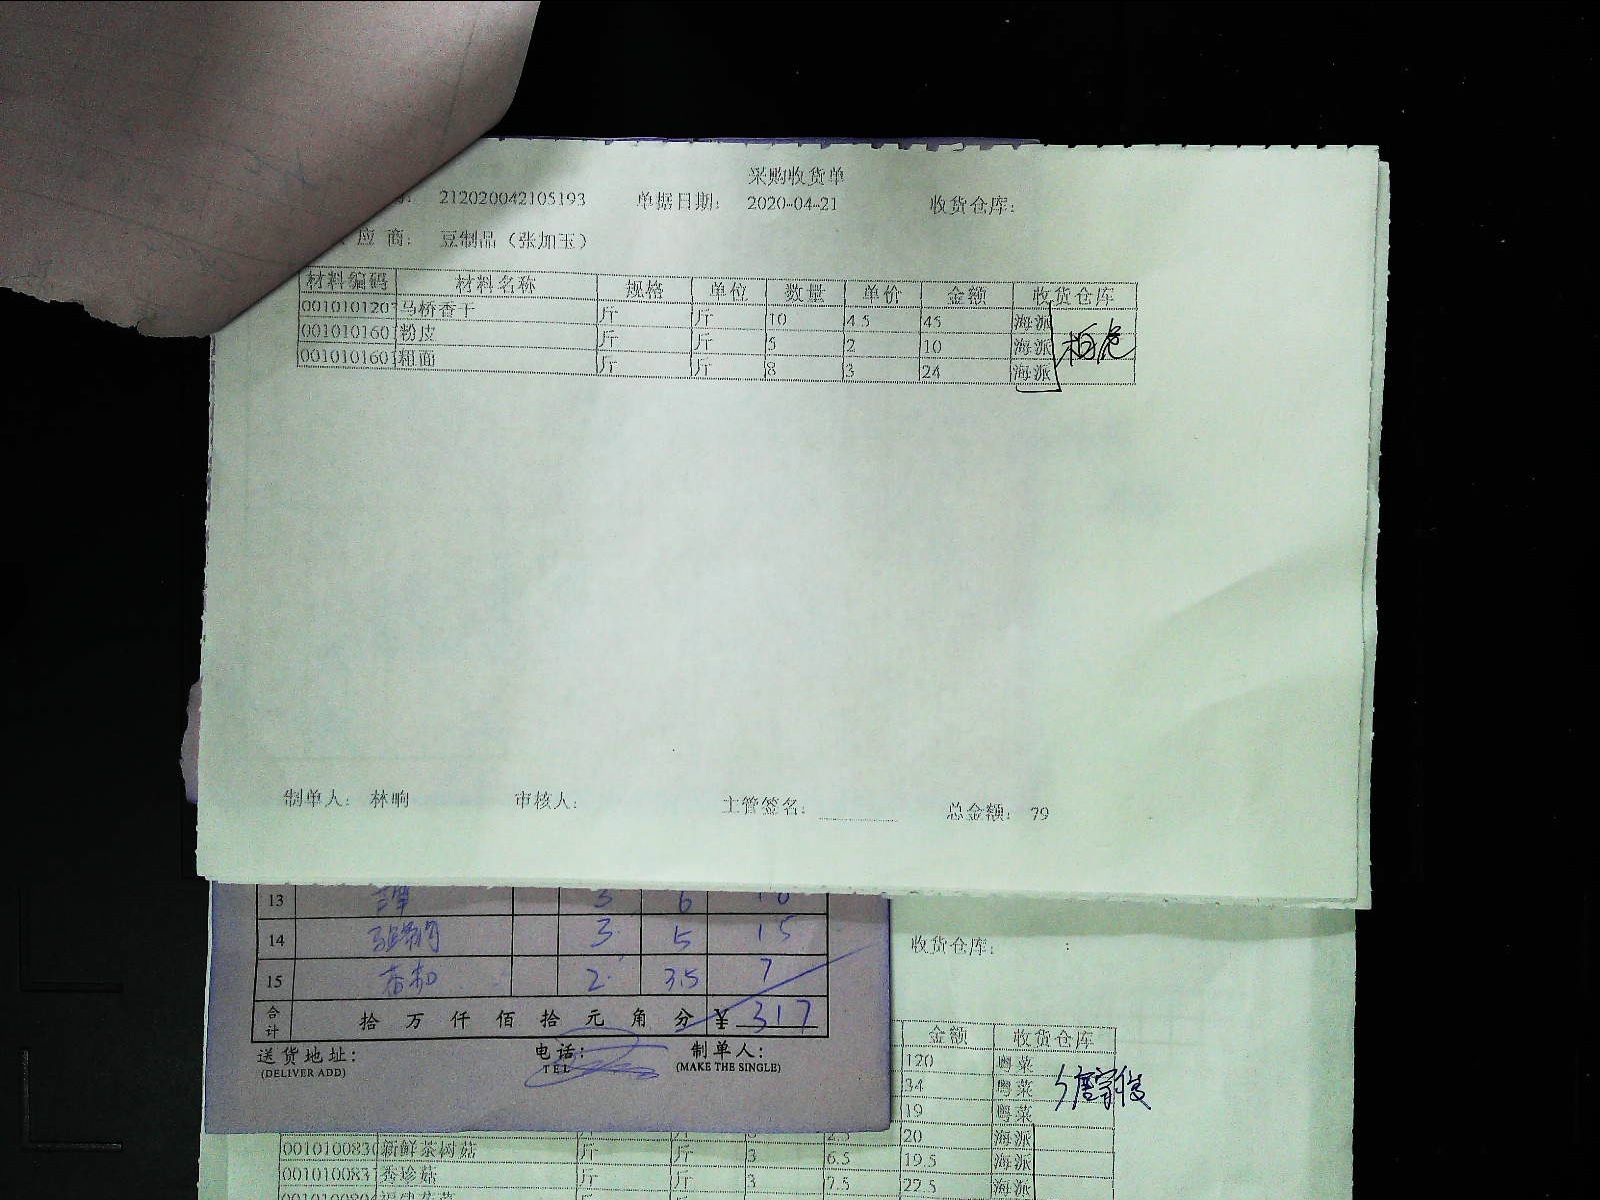 采购收货单
212020042105193 单据日期: 2020-04-21 收货仓库:
应 商: 豆制品（张加玉）
材料编码 材料名称 规格 单位 数量 单价 金额 收货仓库
001010120 马桥香干 斤 斤 10 4.5 45 海派
001010160 粉皮 斤 斤 5 2 10 海派
001010160 粗面 斤 斤 8 3 24 海派
制单人: 林响 审核人: 主管签名: 总金额: 79
13 3 6
14 3 5 15
15 2 3.5 7
合计 拾 万 仟 佰 拾 元 角 分 ¥ 317
送货地址: 电话: 制单人:
(DELIVER ADD) TEL (MAKE THE SINGLE)
收货仓库:
金额 收货仓库
120 粤菜
34 粤菜
19 粤菜
2.5 20 海派
001010083 新鲜茶树菇 斤 斤 3 6.5 19.5 海派
001010083 秀珍菇 斤 斤 3 7.5 22.5 海派